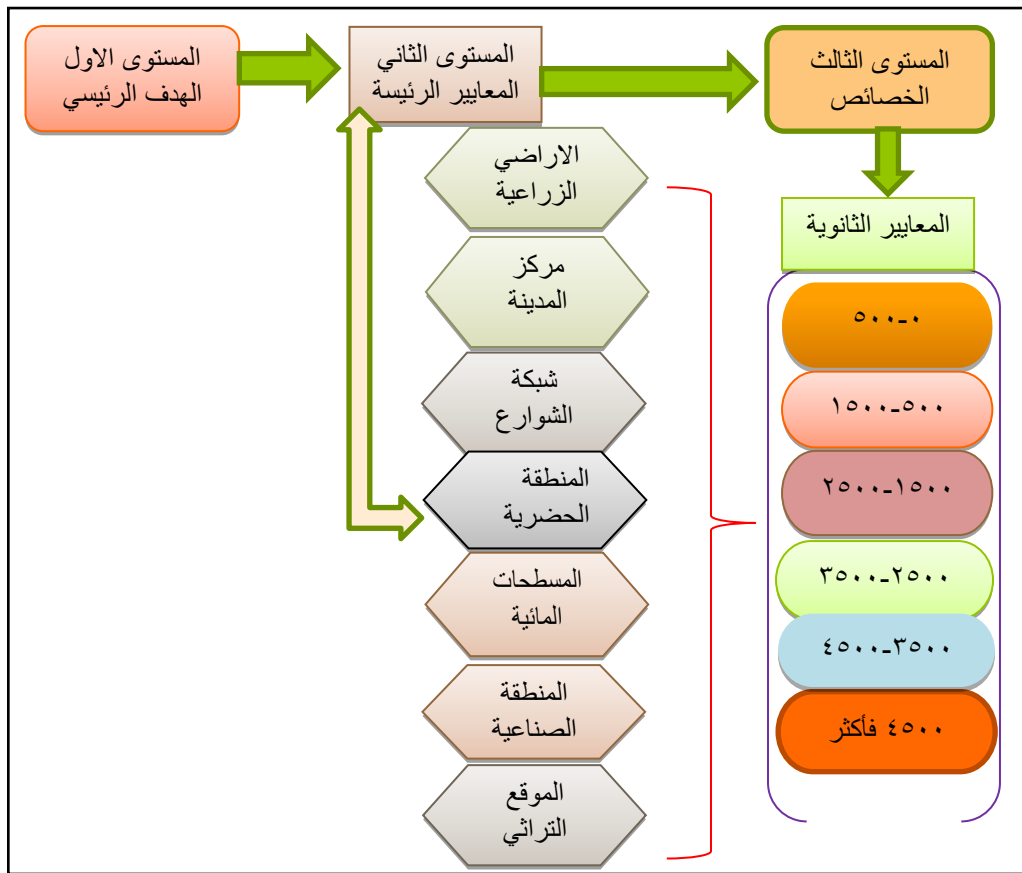 المستوى الاول
الهدف الرئيسي
المستوى الثاني
المعايير الرئيسة
المستوى الثالث
الخصائص
الاراضي
الزراعية
مركز
المدينة
شبكة
الشوارع
المنطقة
الحضرية
المسطحات
المائية
المنطقة
الصناعية
الموقع
التراثي
المعايير الثانوية
٠-٥٠٠
٥٠٠-١٥٠٠
١٥٠٠-٢٥٠٠
٢٥٠٠-٣٥٠٠
٣٥٠٠-٤٥٠٠
٤٥٠٠ فأكثر